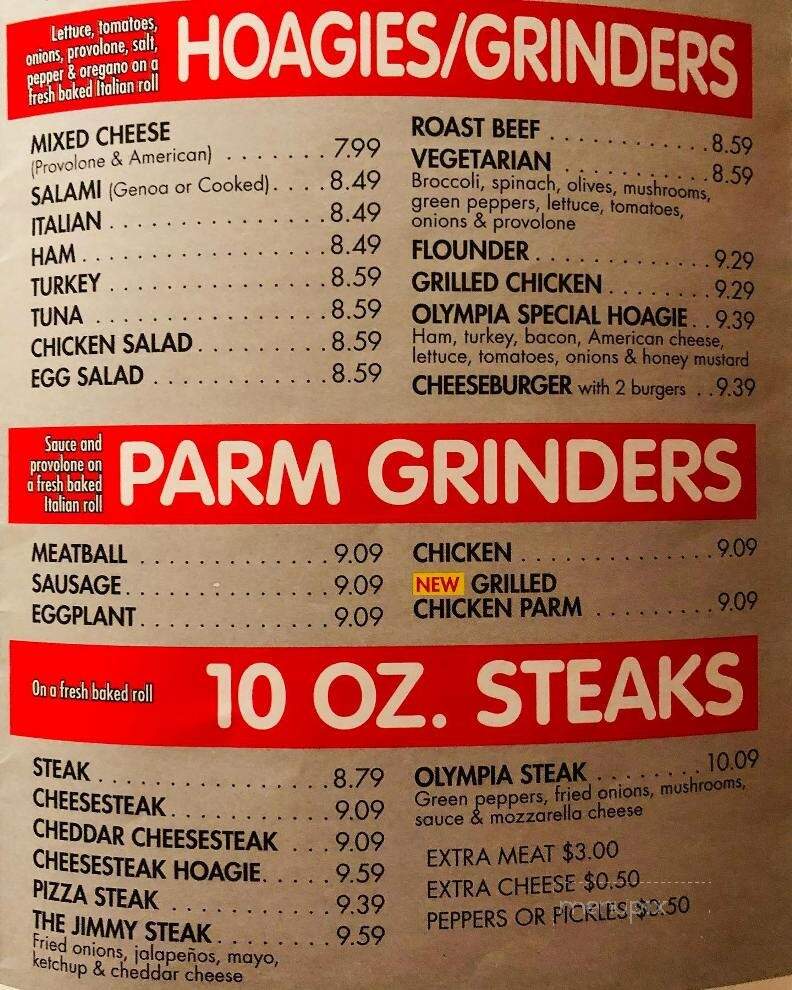 Lettuce, tomatoes,
onions, provolone, salt,
pepper & oregano on a
fresh baked Italian roll
HOAGIES/GRINDERS
MIXED CHEESE
(Provolone & American) . . . . . . . 7.99
SALAMI (Genoa or Cooked). . . . 8.49
ITALIAN . . . . . . . . . . . . . . . . 8.49
HAM . . . . . . . . . . . . . . . . . . 8.49
TURKEY . . . . . . . . . . . . . . . . 8.59
TUNA . . . . . . . . . . . . . . . . . 8.59
CHICKEN SALAD. . . . . . . . . . 8.59
EGG SALAD . . . . . . . . . . . . . 8.59
ROAST BEEF . . . . . . . . . . . . 8.59
VEGETARIAN . . . . . . . . . . . 8.59
Broccoli, spinach, olives, mushrooms,
green peppers, lettuce, tomatoes,
onions & provolone
FLOUNDER . . . . . . . . . . . . . 9.29
GRILLED CHICKEN . . . . . . . . 9.29
OLYMPIA SPECIAL HOAGIE . . 9.39
Ham, turkey, bacon, American cheese,
lettuce, tomatoes, onions & honey mustard
CHEESEBURGER with 2 burgers . . 9.39
Sauce and
provolone on
a fresh baked
Italian roll
PARM GRINDERS
MEATBALL . . . . . . . . . . . . . . 9.09
SAUSAGE. . . . . . . . . . . . . . . 9.09
EGGPLANT. . . . . . . . . . . . . . 9.09
CHICKEN . . . . . . . . . . . . . . 9.09
NEW GRILLED
CHICKEN PARM . . . . . . . . . 9.09
On a fresh baked roll
10 OZ. STEAKS
STEAK . . . . . . . . . . . . . . . . . 8.79
CHEESESTEAK. . . . . . . . . . . . 9.09
CHEDDAR CHEESESTEAK . . . 9.09
CHEESESTEAK HOAGIE. . . . . 9.59
PIZZA STEAK . . . . . . . . . . . . 9.39
THE JIMMY STEAK . . . . . . . . . 9.59
Fried onions, jalapeños, mayo,
ketchup & cheddar cheese
OLYMPIA STEAK . . . . . . . . 10.09
Green peppers, fried onions, mushrooms,
sauce & mozzarella cheese
EXTRA MEAT $3.00
EXTRA CHEESE $0.50
PEPPERS OR PICKLES $0.50